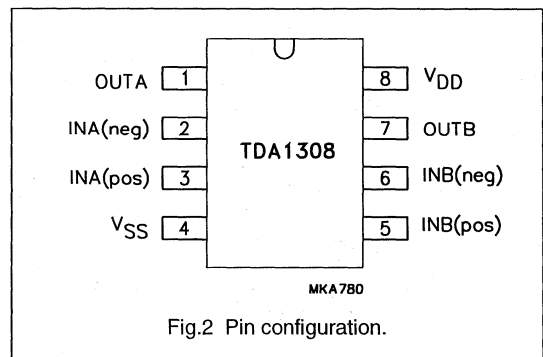 OUTA 1 8 VDD
INA(neg) 2 7 OUTB
TDA1308
INA(pos) 3 6 INB(neg)
VSS 4 5 INB(pos)
MKA780
Fig.2 Pin configuration.